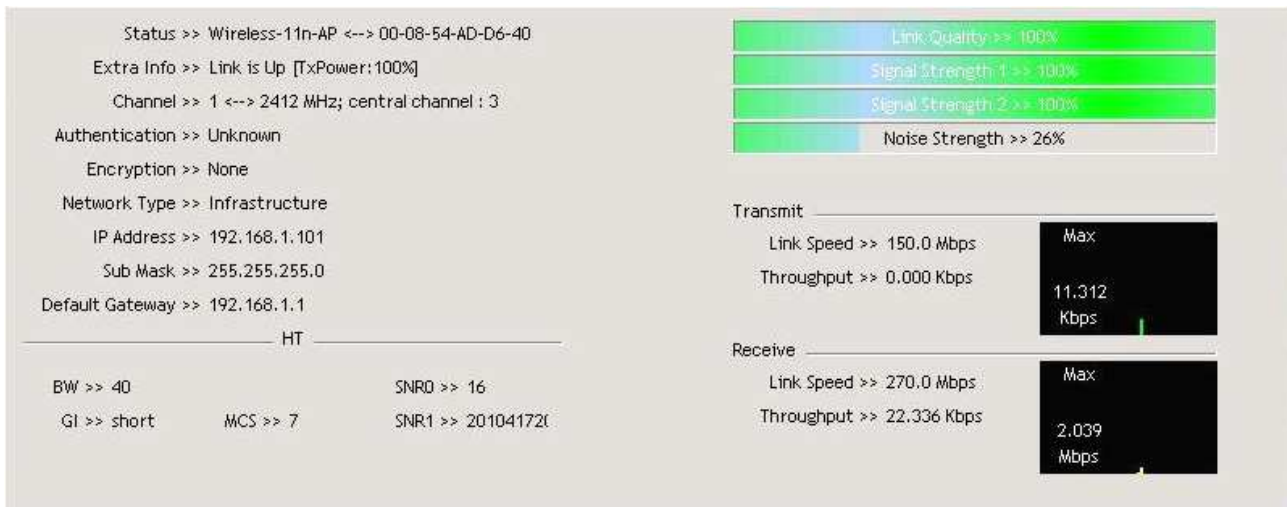 Status >> Wireless-11n-AP <--> 00-08-54-AD-D6-40
Extra Info >> Link is Up [TxPower:100%]
Channel >> 1 <--> 2412 MHz; central channel : 3
Authentication >> Unknown
Encryption >> None
Network Type >> Infrastructure
IP Address >> 192.168.1.101
Sub Mask >> 255.255.255.0
Default Gateway >> 192.168.1.1
HT
BW >> 40
SNR0 >> 16
GI >> short
MCS >> 7
SNR1 >> 20104172(
Link Quality >> 100%
Signal Strength 1 >> 100%
Signal Strength 2 >> 100%
Noise Strength >> 26%
Transmit
Link Speed >> 150.0 Mbps
Throughput >> 0.000 Kbps
Max
11.312
Kbps
Receive
Link Speed >> 270.0 Mbps
Throughput >> 22.336 Kbps
Max
2.039
Mbps